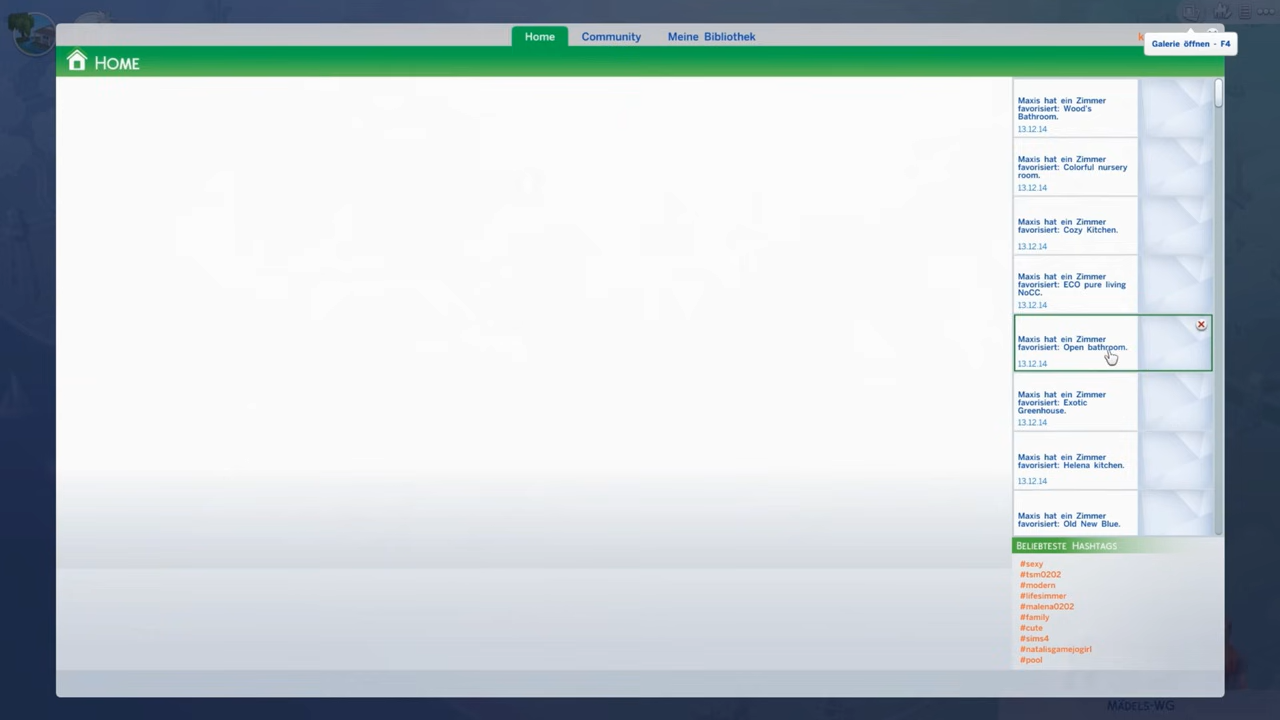 Home
Community
Meine Bibliothek
Galerie öffnen - F4
HOME
Maxis hat ein Zimmer
favorisiert: Wood's
Bathroom.
13.12.14
Maxis hat ein Zimmer
favorisiert: Colorful nursery
room.
13.12.14
Maxis hat ein Zimmer
favorisiert: Cozy Kitchen.
13.12.14
Maxis hat ein Zimmer
favorisiert: ECO pure living
NoCC.
13.12.14
Maxis hat ein Zimmer
favorisiert: Open bathroom.
13.12.14
Maxis hat ein Zimmer
favorisiert: Exotic
Greenhouse.
13.12.14
Maxis hat ein Zimmer
favorisiert: Helena kitchen.
13.12.14
Maxis hat ein Zimmer
favorisiert: Old New Blue.
BELIEBTESTE HASHTAGS
#sexy
#tsm0202
#modern
#lifesimmer
#malena0202
#family
#cute
#sims4
#natalisgamejogirl
#pool
MÄDELS-WG